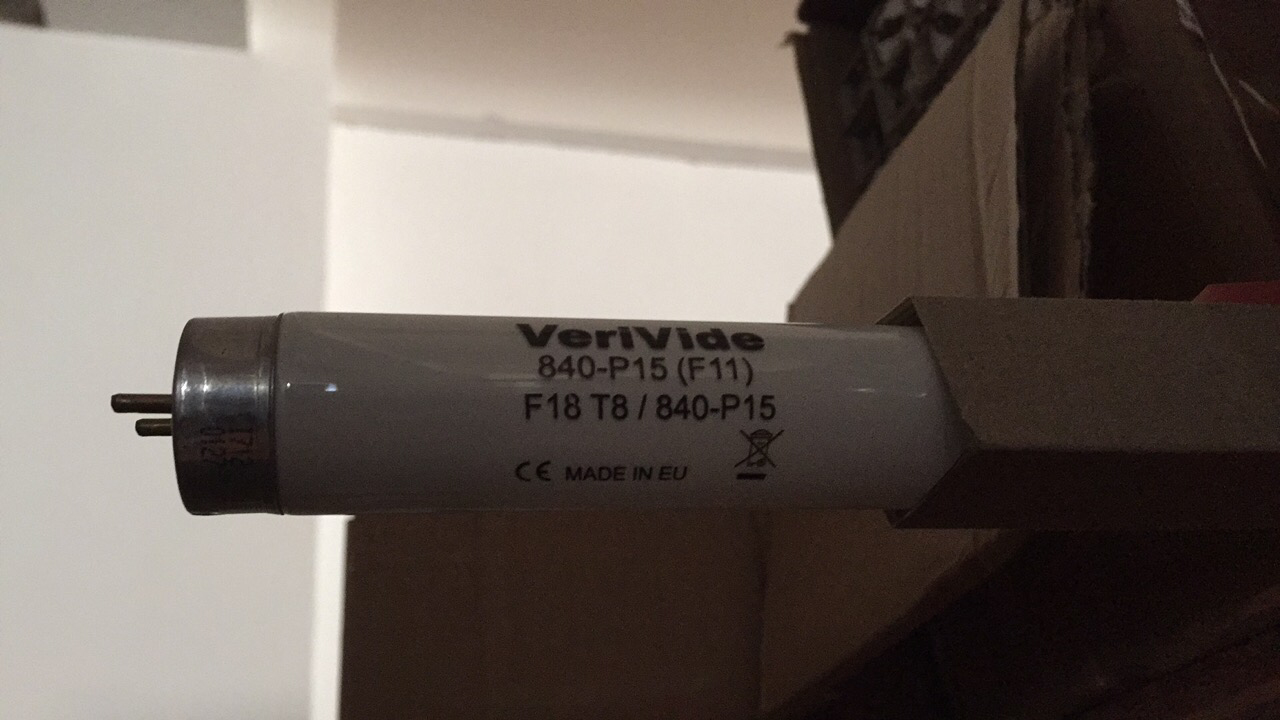 VeriVide
840-P15 (F11)
F18 T8 / 840-P15
CE MADE IN EU